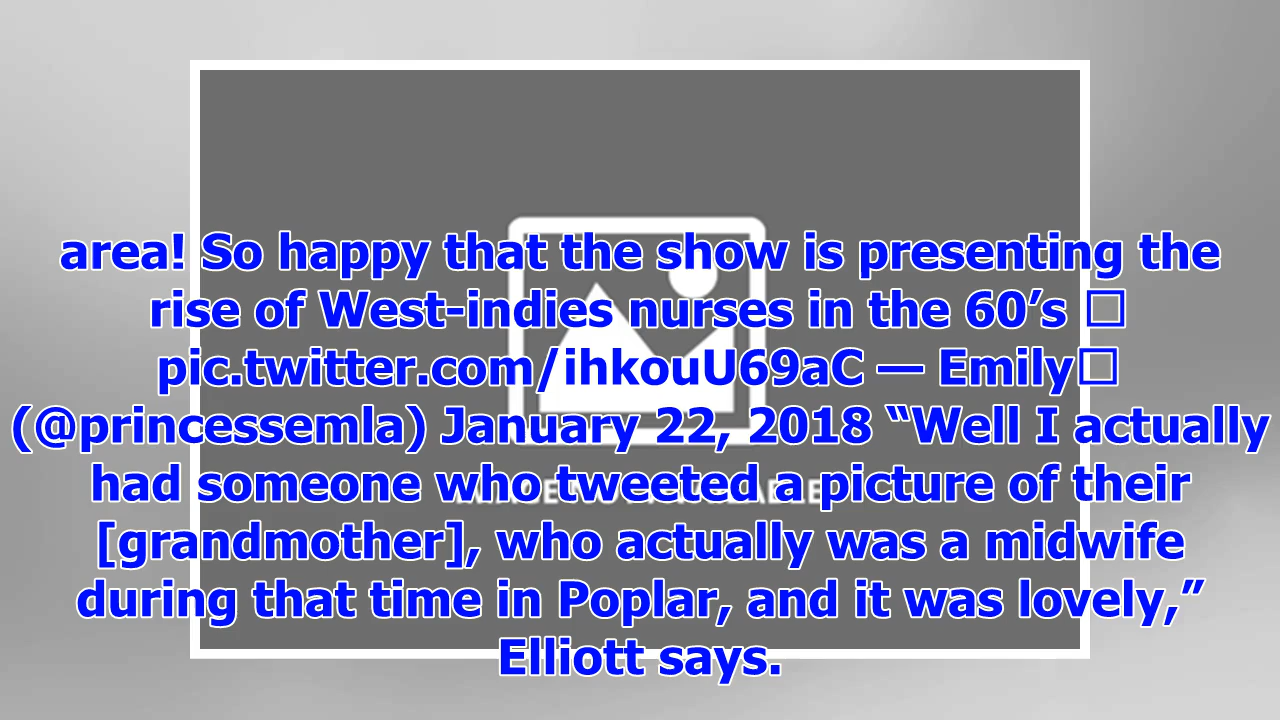 area! So happy that the show is presenting the
rise of West-indies nurses in the 60’s □
pic.twitter.com/ihkouU69aC — Emily□
(@princessemla) January 22, 2018 “Well I actually
had someone who tweeted a picture of their
[grandmother], who actually was a midwife
during that time in Poplar, and it was lovely,”
Elliott says.